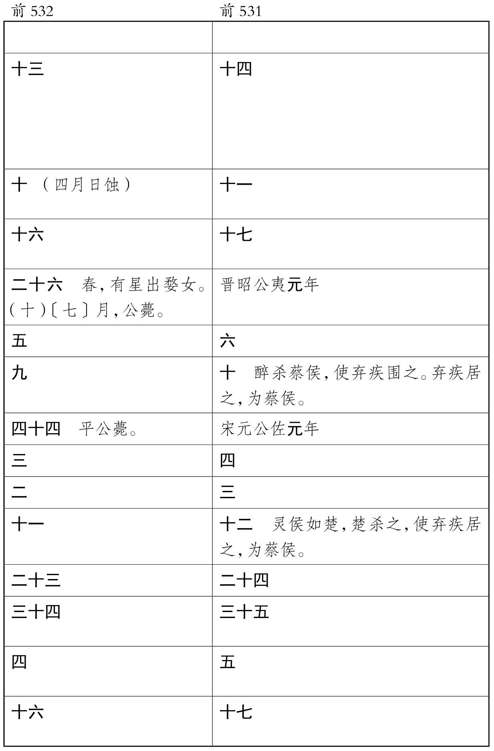 前 532 前 531
十三 十四
十 （四月日蚀） 十一
十六 十七
二十六 春，有星出婺女。
（十）〔七〕月，公薨。
晋昭公夷元年
五 六
九
十 醉杀蔡侯，使弃疾围之。弃疾居
之，为蔡侯。
四十四 平公薨。 宋元公佐元年
三 四
二 三
十一
十二 灵侯如楚，楚杀之，使弃疾居
之，为蔡侯。
二十三 二十四
三十四 三十五
四 五
十六 十七